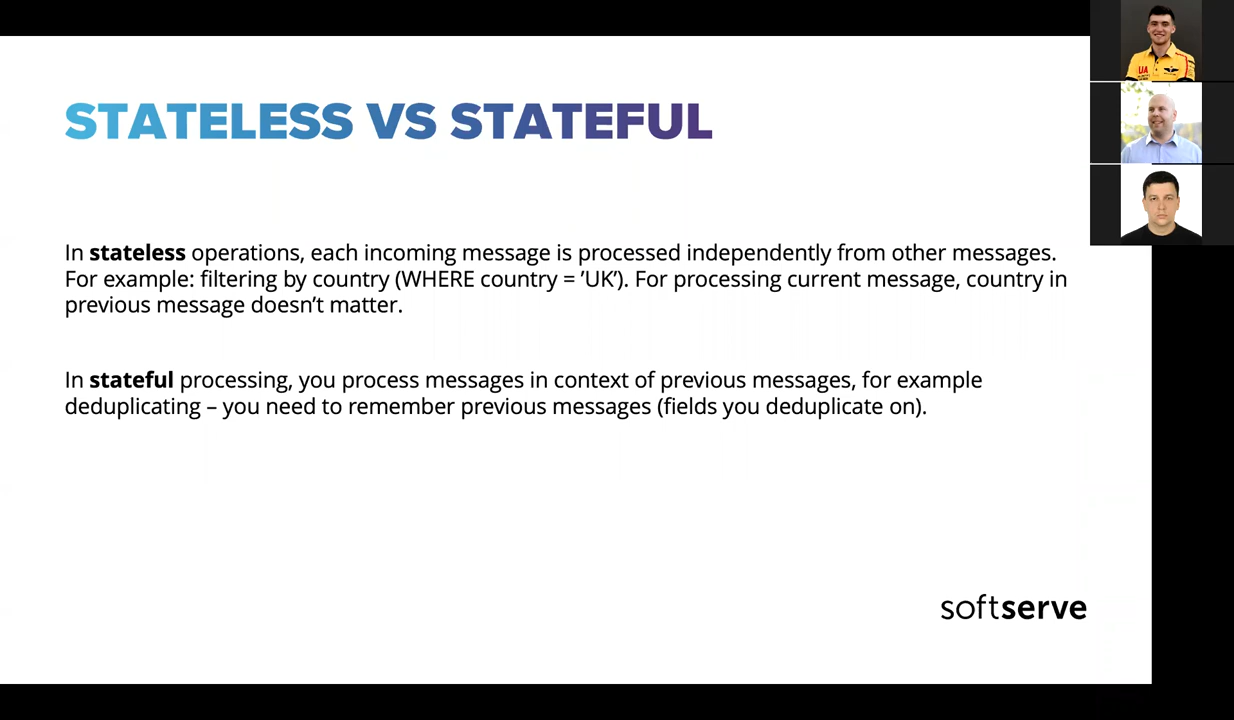 STATELESS VS STATEFUL
In stateless operations, each incoming message is processed independently from other messages.
For example: filtering by country (WHERE country = ’UK’). For processing current message, country in
previous message doesn’t matter.
In stateful processing, you process messages in context of previous messages, for example
deduplicating – you need to remember previous messages (fields you deduplicate on).
softserve
UA